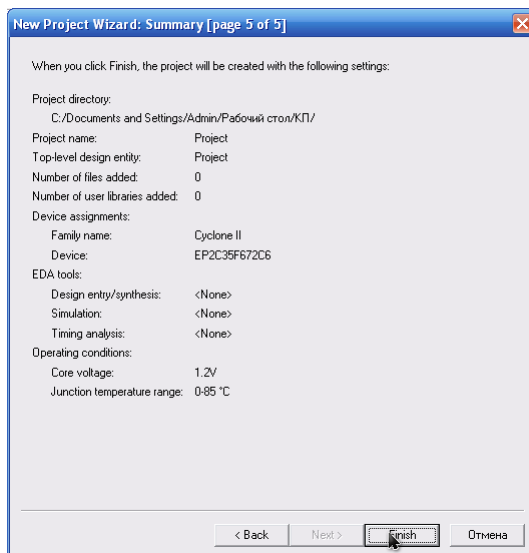 New Project Wizard: Summary [page 5 of 5]
When you click Finish, the project will be created with the following settings:
Project directory:
C:/Documents and Settings/Admin/Рабочий стол/КП/
Project name: Project
Top-level design entity: Project
Number of files added: 0
Number of user libraries added: 0
Device assignments:
Family name: Cyclone II
Device: EP2C35F672C6
EDA tools:
Design entry/synthesis: <None>
Simulation: <None>
Timing analysis: <None>
Operating conditions:
Core voltage: 1.2V
Junction temperature range: 0-85 °C
< Back Next > Finish Отмена